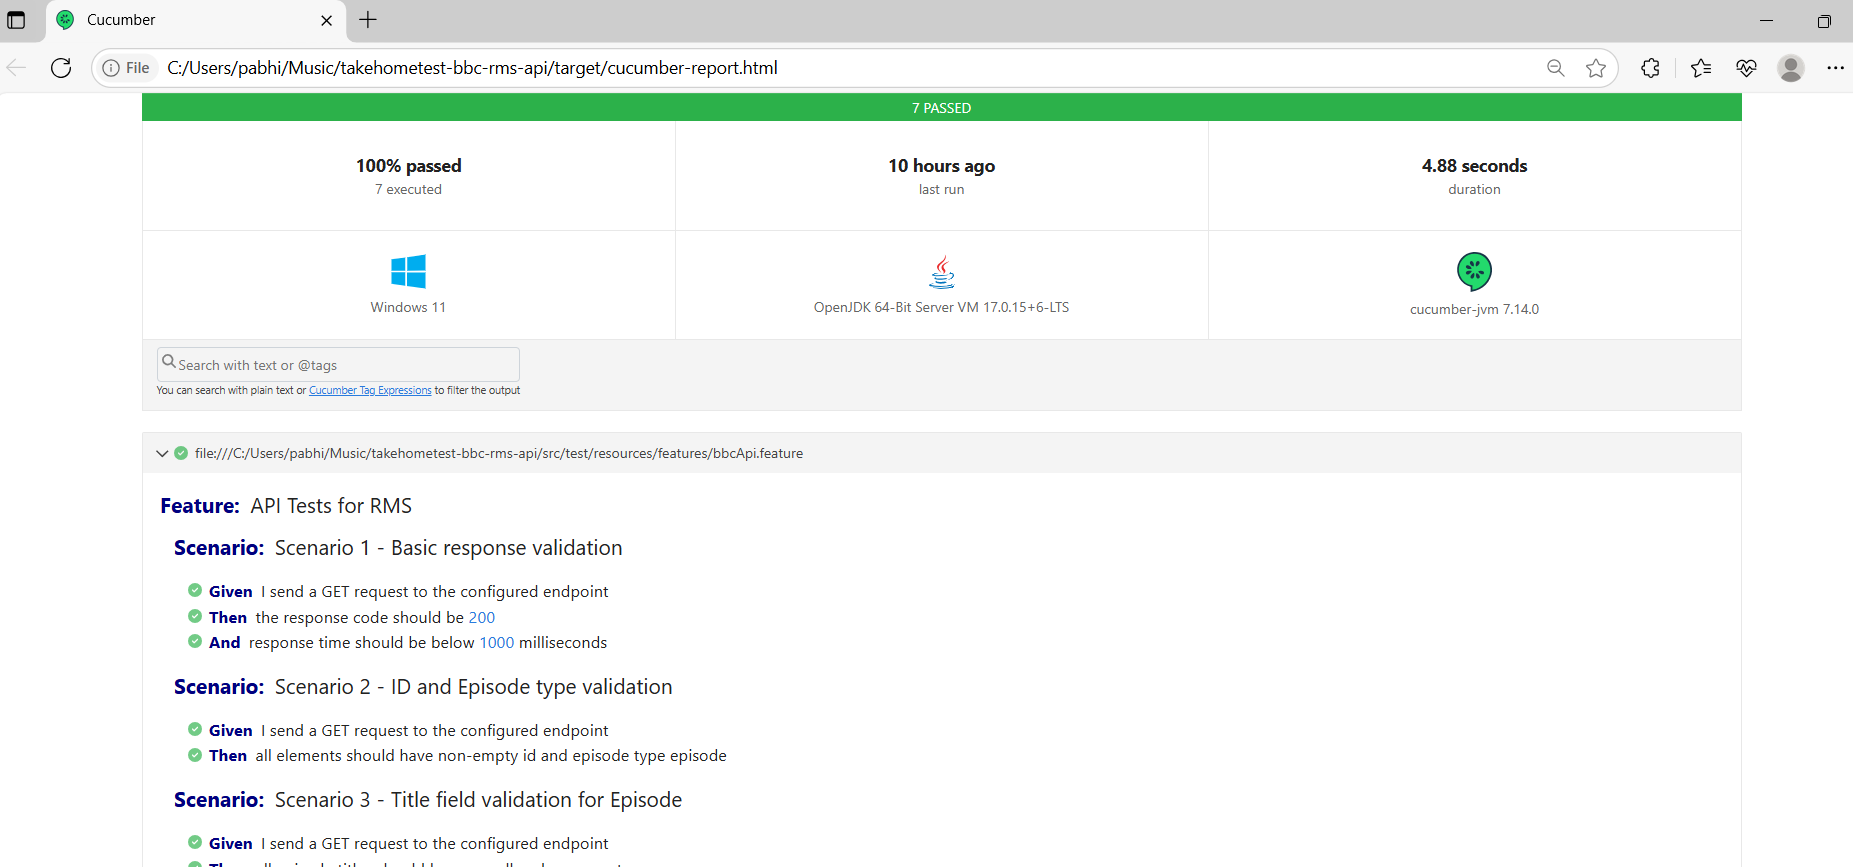 Cucumber
File C:/Users/pabhi/Music/takehometest-bbc-rms-api/target/cucumber-report.html
7 PASSED
100% passed
7 executed
10 hours ago
last run
4.88 seconds
duration
Windows 11
OpenJDK 64-Bit Server VM 17.0.15+6-LTS
cucumber-jvm 7.14.0
Search with text or @tags
You can search with plain text or Cucumber Tag Expressions to filter the output
file:///C:/Users/pabhi/Music/takehometest-bbc-rms-api/src/test/resources/features/bbcApi.feature
Feature: API Tests for RMS
Scenario: Scenario 1 - Basic response validation
Given I send a GET request to the configured endpoint
Then the response code should be 200
And response time should be below 1000 milliseconds
Scenario: Scenario 2 - ID and Episode type validation
Given I send a GET request to the configured endpoint
Then all elements should have non-empty id and episode type episode
Scenario: Scenario 3 - Title field validation for Episode
Given I send a GET request to the configured endpoint